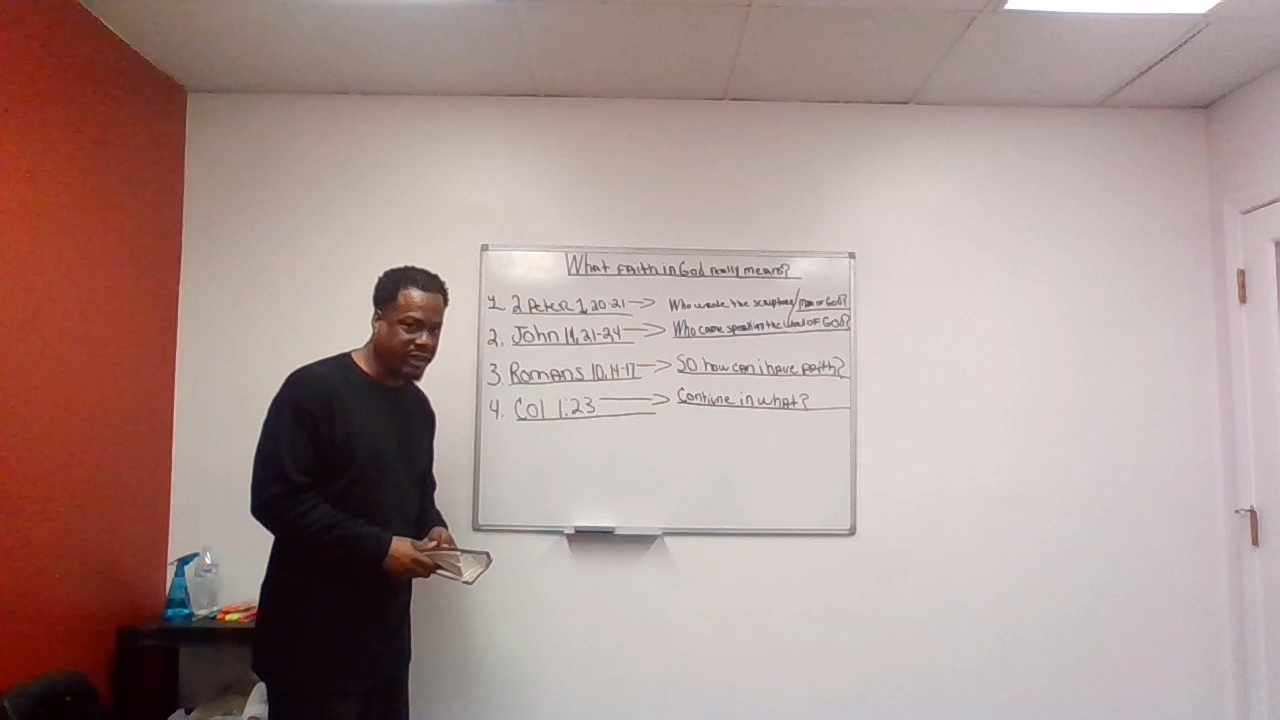 What Faith in God really means?
1. 2 Peter 1, 20-21 → Who wrote the scripture/man of God?
2. John 14, 21-24 → Who came speaking the word of God?
3. Romans 10, 14-17 → So how can i have faith?
4. Col 1:23 → Contiune in what?